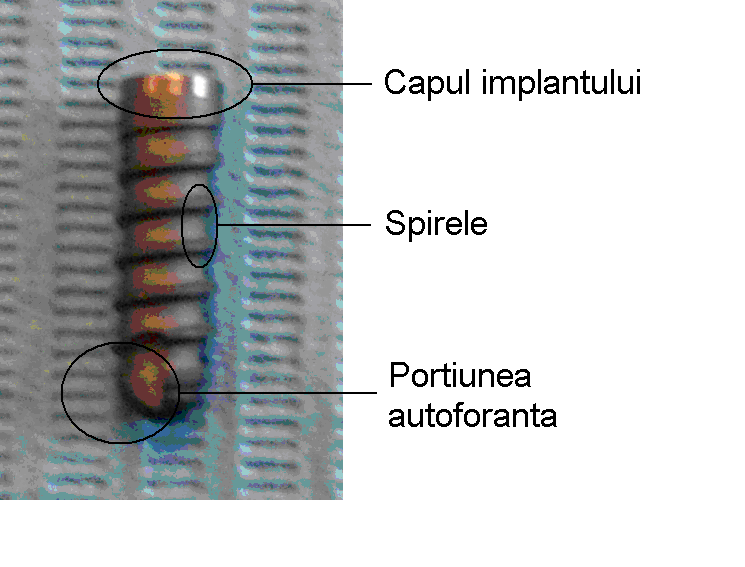 Capul implantului
Spirele
Portiunea
autoforanta